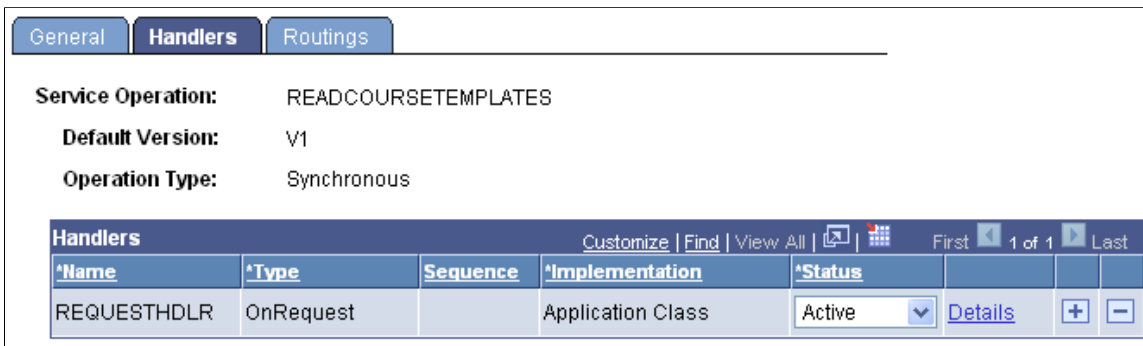 General Handlers Routings
Service Operation: READCOURSETEMPLATES
Default Version: V1
Operation Type: Synchronous
Handlers Customize | Find | View All | | First 1 of 1 Last
*Name *Type Sequence *Implementation *Status
REQUESTHDLR OnRequest Application Class Active Details + −